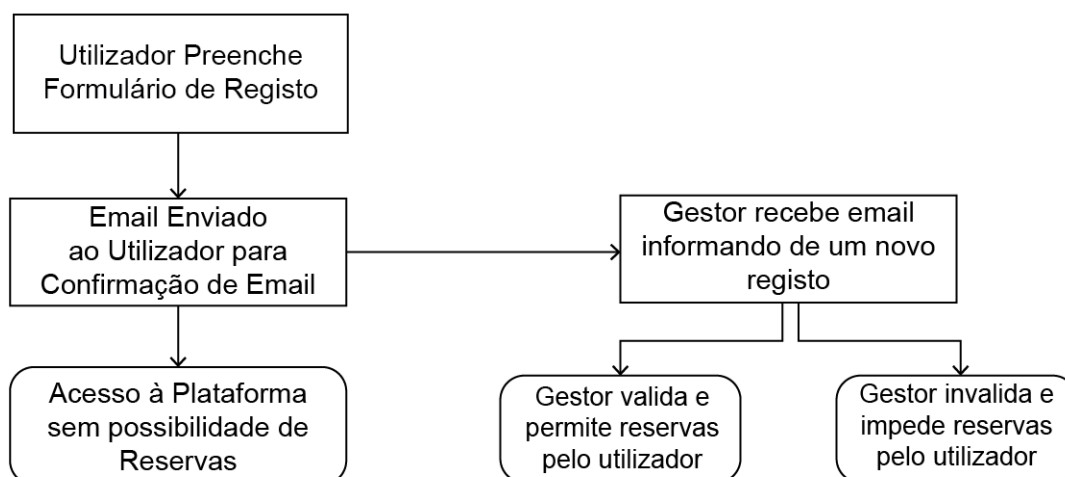 Utilizador Preenche
Formulário de Registo
Email Enviado
ao Utilizador para
Confirmação de Email
Gestor recebe email
informando de um novo
registo
Acesso à Plataforma
sem possibilidade de
Reservas
Gestor valida e
permite reservas
pelo utilizador
Gestor invalida e
impede reservas
pelo utilizador